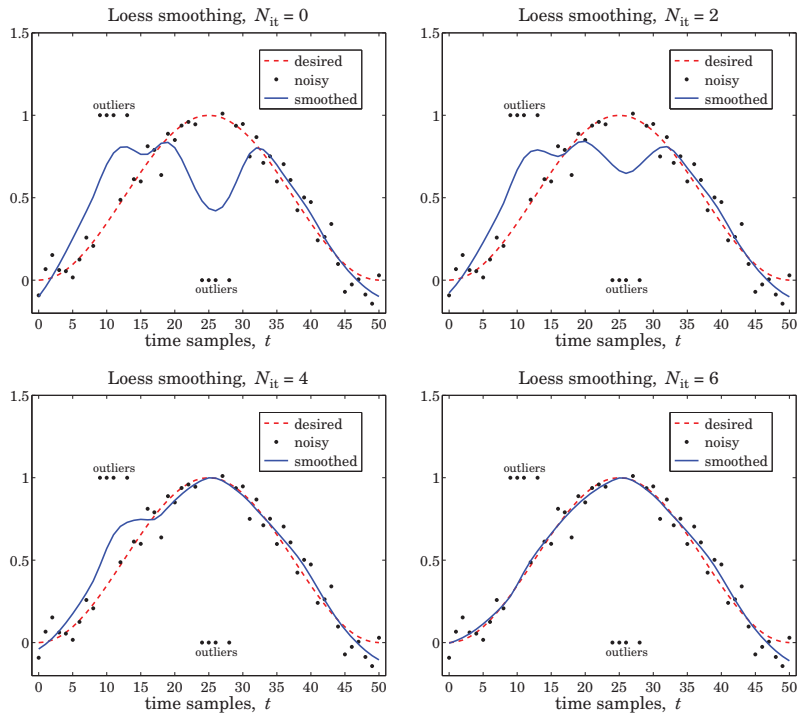 Loess smoothing, N_it = 0
1.5
1
0.5
0
desired
noisy
smoothed
outliers
outliers
0 5 10 15 20 25 30 35 40 45 50
time samples, t
Loess smoothing, N_it = 2
1.5
1
0.5
0
desired
noisy
smoothed
outliers
outliers
0 5 10 15 20 25 30 35 40 45 50
time samples, t
Loess smoothing, N_it = 4
1.5
1
0.5
0
desired
noisy
smoothed
outliers
outliers
0 5 10 15 20 25 30 35 40 45 50
time samples, t
Loess smoothing, N_it = 6
1.5
1
0.5
0
desired
noisy
smoothed
outliers
outliers
0 5 10 15 20 25 30 35 40 45 50
time samples, t